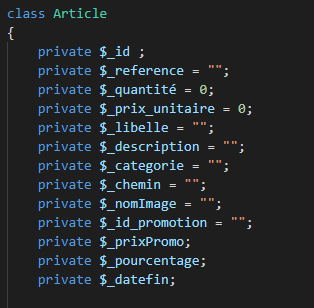 class Article
{
private $_id ;
private $_reference = "";
private $_quantité = 0;
private $_prix_unitaire = 0;
private $_libelle = "";
private $_description = "";
private $_categorie = "";
private $_chemin = "";
private $_nomImage = "";
private $_id_promotion = "";
private $_prixPromo;
private $_pourcentage;
private $_datefin;